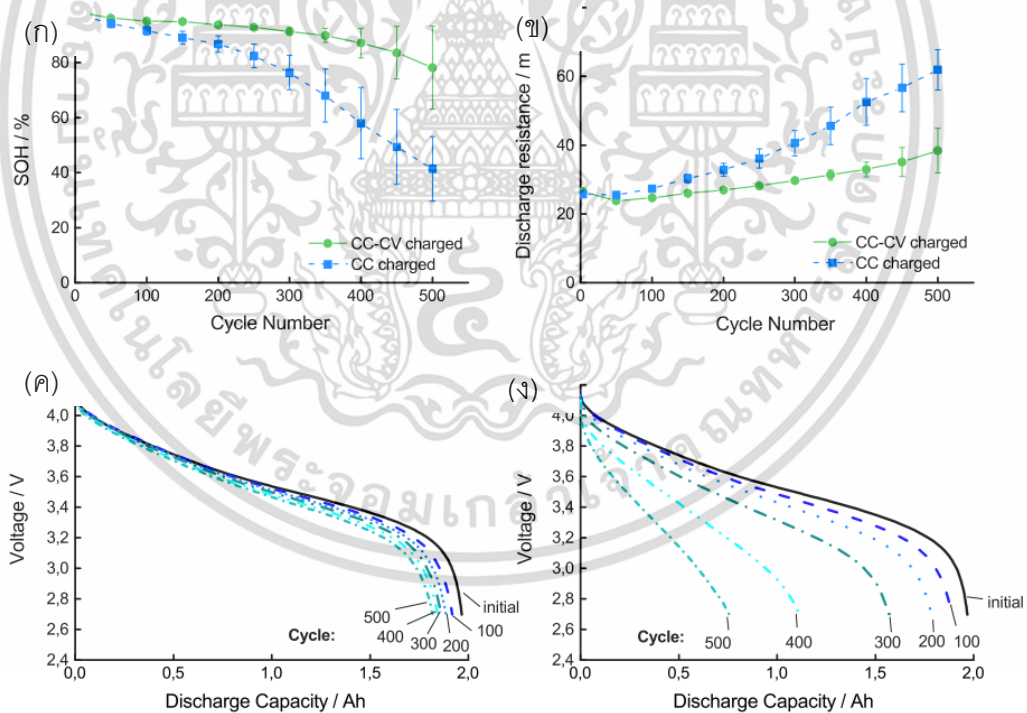 (ก)
SOH / %
80
60
40
20
0
0 100 200 300 400 500
Cycle Number
CC-CV charged
CC charged
(ข)
Discharge resistance / m
60
40
20
0
0 100 200 300 400 500
Cycle Number
CC-CV charged
CC charged
(ค)
Voltage / V
4,0
3,8
3,6
3,4
3,2
3,0
2,8
2,6
2,4
0,0 0,5 1,0 1,5 2,0
Discharge Capacity / Ah
Cycle:
500
400
300
200
100
initial
(ง)
Voltage / V
4,0
3,8
3,6
3,4
3,2
3,0
2,8
2,6
2,4
0,0 0,5 1,0 1,5 2,0
Discharge Capacity / Ah
Cycle:
500
400
300
200
100
initial